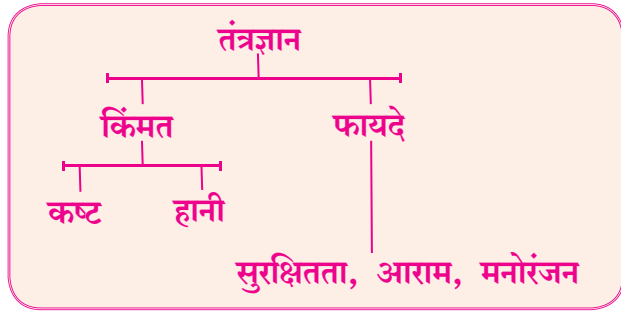 तंत्रज्ञान
किंमत फायदे
कष्ट हानी
सुरक्षितता, आराम, मनोरंजन